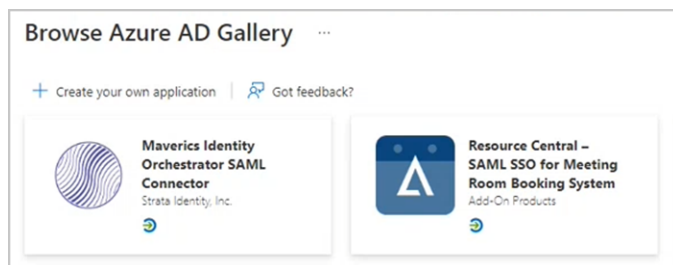 Browse Azure AD Gallery ...
+ Create your own application | Got feedback?
Maverics Identity
Orchestrator SAML
Connector
Strata Identity, Inc.
Resource Central –
SAML SSO for Meeting
Room Booking System
Add-On Products